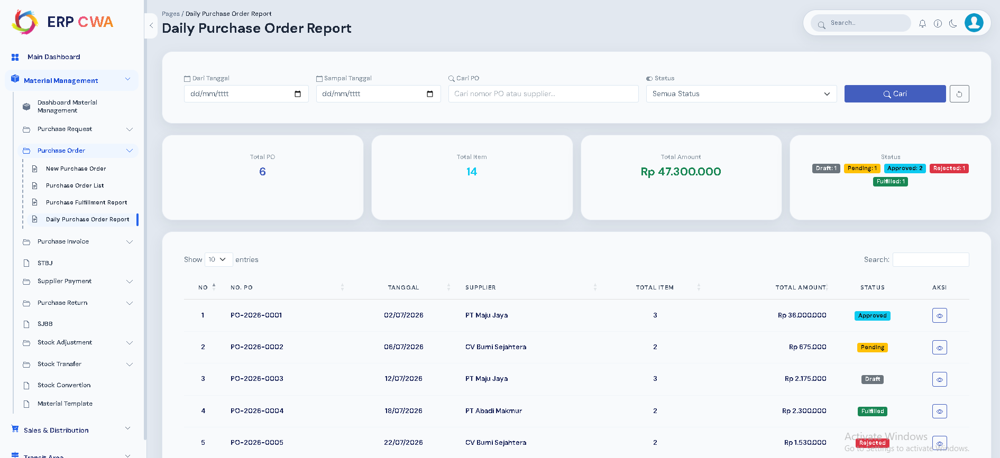 ERP CWA
Main Dashboard
Material Management
Dashboard Material
Management
Purchase Request
Purchase Order
New Purchase Order
Purchase Order List
Purchase Fulfillment Report
Daily Purchase Order Report
Purchase Invoice
STBJ
Supplier Payment
Purchase Return
SJBB
Stock Adjustment
Stock Transfer
Stock Convertion
Material Template
Sales & Distribution
Transit Area
Pages / Daily Purchase Order Report
Daily Purchase Order Report
Search...
Dari Tanggal Sampai Tanggal Cari PO Status
dd/mm/tttt dd/mm/tttt Cari nomor PO atau supplier... Semua Status Cari
Total PO
6
Total Item
14
Total Amount
Rp 47.300.000
Status
Draft: 1 Pending: 1 Approved: 2 Rejected: 1
Fulfilled: 1
Show 10 entries Search:
NO NO. PO TANGGAL SUPPLIER TOTAL ITEM TOTAL AMOUNT STATUS AKSI
1 PO-2026-0001 02/07/2026 PT Maju Jaya 3 Rp 36.000.000 Approved
2 PO-2026-0002 06/07/2026 CV Bumi Sejahtera 2 Rp 675.000 Pending
3 PO-2026-0003 12/07/2026 PT Maju Jaya 3 Rp 2.175.000 Draft
4 PO-2026-0004 18/07/2026 PT Abadi Makmur 2 Rp 2.300.000 Fulfilled
5 PO-2026-0005 22/07/2026 CV Bumi Sejahtera 2 Rp 1.530.000 Rejected
Activate Windows
Go to Settings to activate Windows.